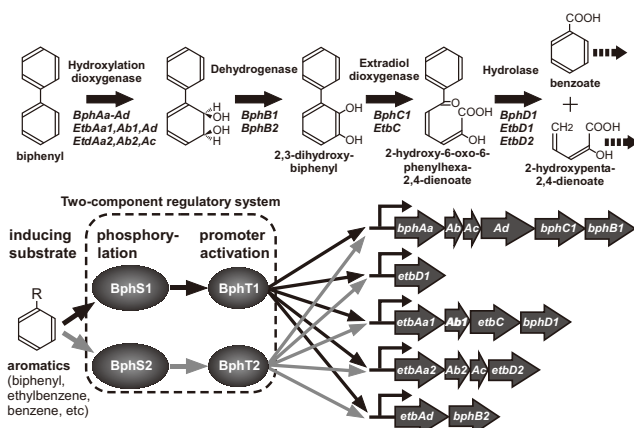 COOH
Hydroxylation
dioxygenase
BphAa-Ad
EtbAa1,Ab1,Ad
EtdAa2,Ab2,Ac
biphenyl
H
OH
OH
H
Dehydrogenase
BphB1
BphB2
OH
OH
2,3-dihydroxy-
biphenyl
Extradiol
dioxygenase
BphC1
EtbC
O
COOH
OH
2-hydroxy-6-oxo-6-
phenylhexa-
2,4-dienoate
Hydrolase
BphD1
EtbD1
EtbD2
benzoate
+
CH2
COOH
OH
2-hydroxypenta-
2,4-dienoate
Two-component regulatory system
inducing
substrate
phosphory-
lation
promoter
activation
R
aromatics
(biphenyl,
ethylbenzene,
benzene, etc)
BphS1
BphT1
BphS2
BphT2
bphAa Ab Ac Ad bphC1 bphB1
etbD1
etbAa1 Ab1 etbC bphD1
etbAa2 Ab2 Ac etbD2
etbAd bphB2